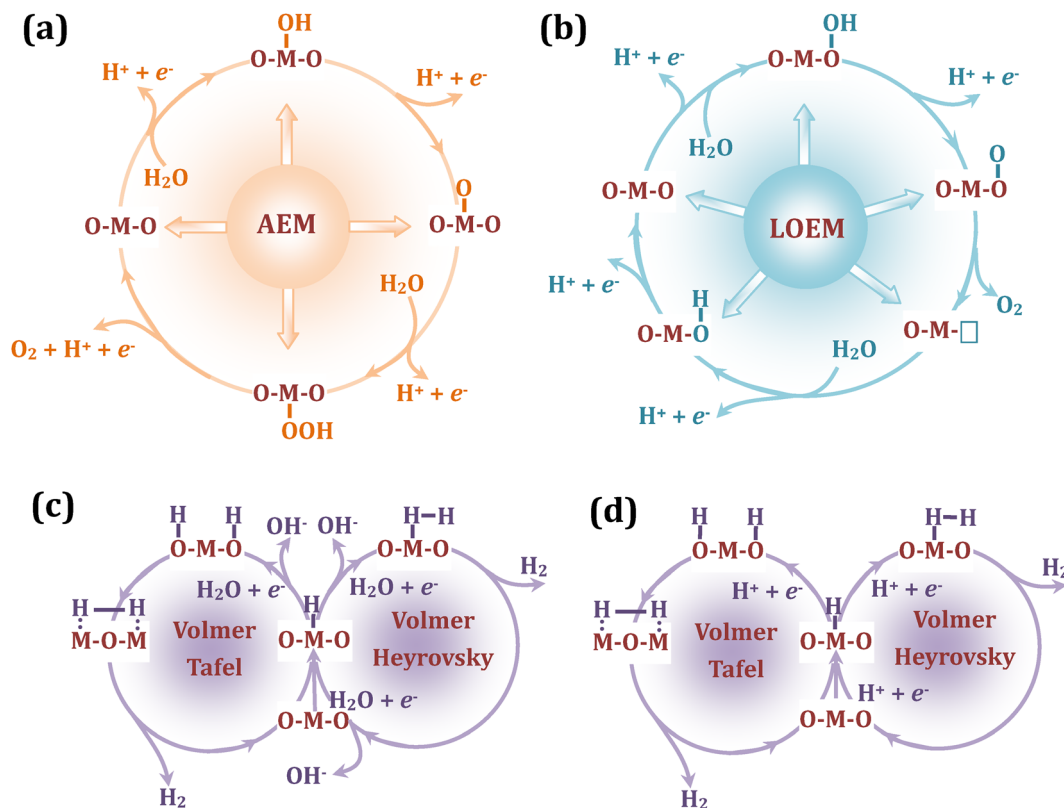 (a)
OH
O-M-O
H⁺ + e⁻
H⁺ + e⁻
H₂O
O
O-M-O
AEM
O-M-O
H₂O
O₂ + H⁺ + e⁻
H⁺ + e⁻
O-M-O
OOH
(b)
OH
O-M-O
H⁺ + e⁻
H⁺ + e⁻
H₂O
O
O-M-O
O-M-O
LOEM
H⁺ + e⁻
H
O-M-O
O₂
O-M-□
H₂O
H⁺ + e⁻
(c)
H H
O-M-O
OH⁻
OH⁻
H–H
O-M-O
H₂
H₂O + e⁻
H₂O + e⁻
H–H
M-O-M
Volmer
Tafel
H
O-M-O
Volmer
Heyrovsky
H₂O + e⁻
O-M-O
OH⁻
H₂
(d)
H H
O-M-O
H–H
O-M-O
H₂
H⁺ + e⁻
H⁺ + e⁻
H–H
M-O-M
Volmer
Tafel
H
O-M-O
Volmer
Heyrovsky
H⁺ + e⁻
O-M-O
H₂